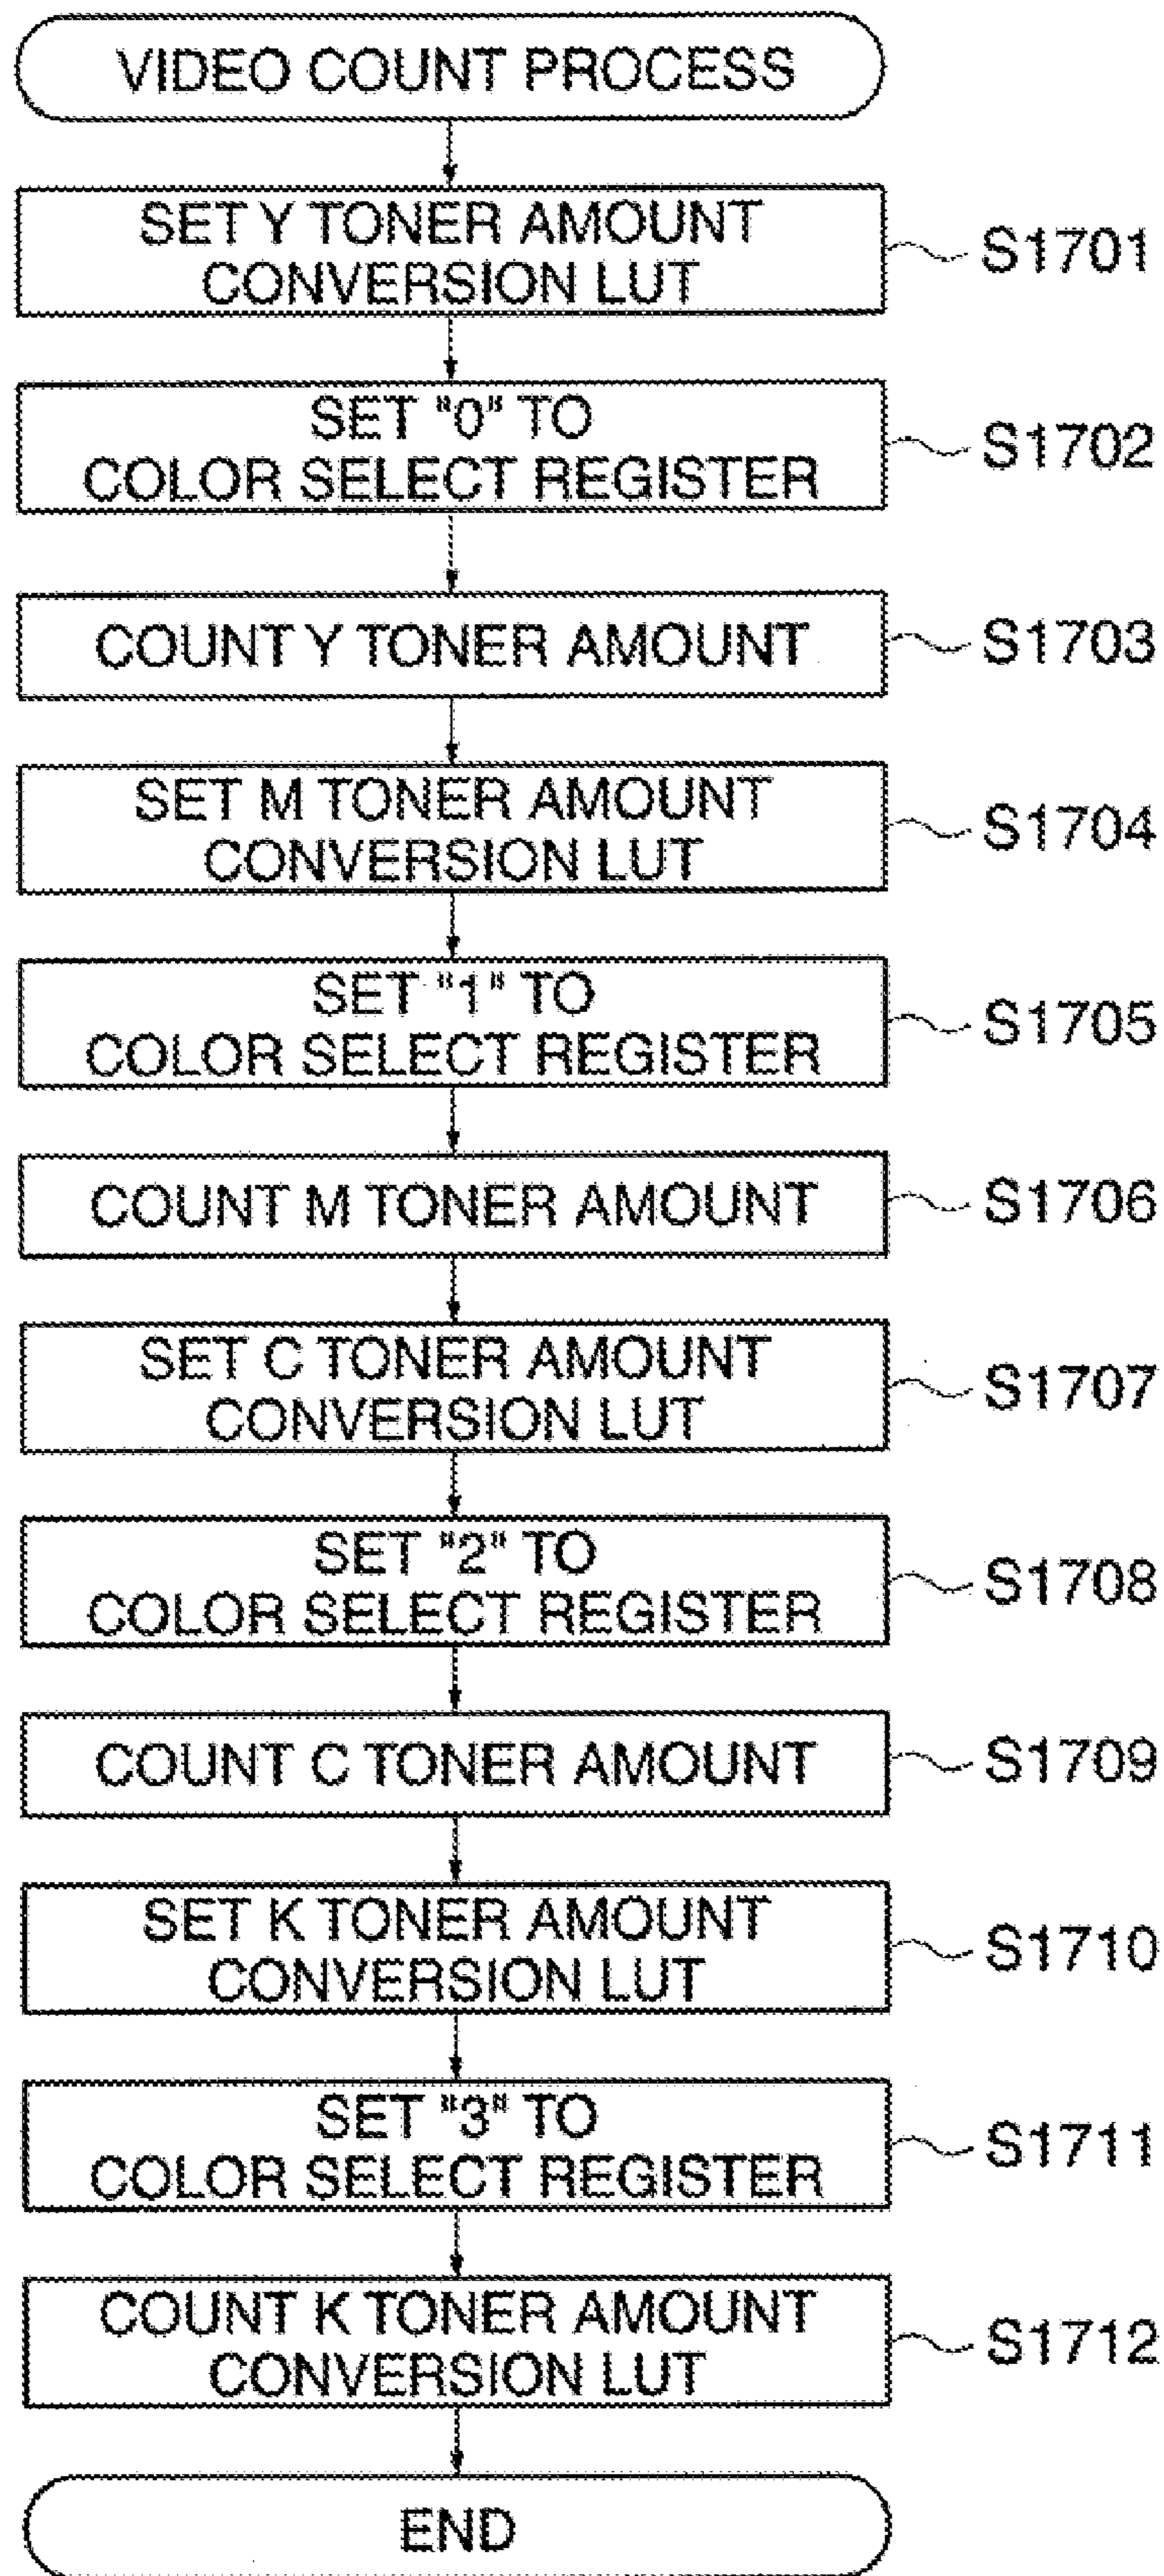 VIDEO COUNT PROCESS
SET Y TONER AMOUNT
CONVERSION LUT
S1701
SET "0" TO
COLOR SELECT REGISTER
S1702
COUNT Y TONER AMOUNT
S1703
SET M TONER AMOUNT
CONVERSION LUT
S1704
SET "1" TO
COLOR SELECT REGISTER
S1705
COUNT M TONER AMOUNT
S1706
SET C TONER AMOUNT
CONVERSION LUT
S1707
SET "2" TO
COLOR SELECT REGISTER
S1708
COUNT C TONER AMOUNT
S1709
SET K TONER AMOUNT
CONVERSION LUT
S1710
SET "3" TO
COLOR SELECT REGISTER
S1711
COUNT K TONER AMOUNT
CONVERSION LUT
S1712
END